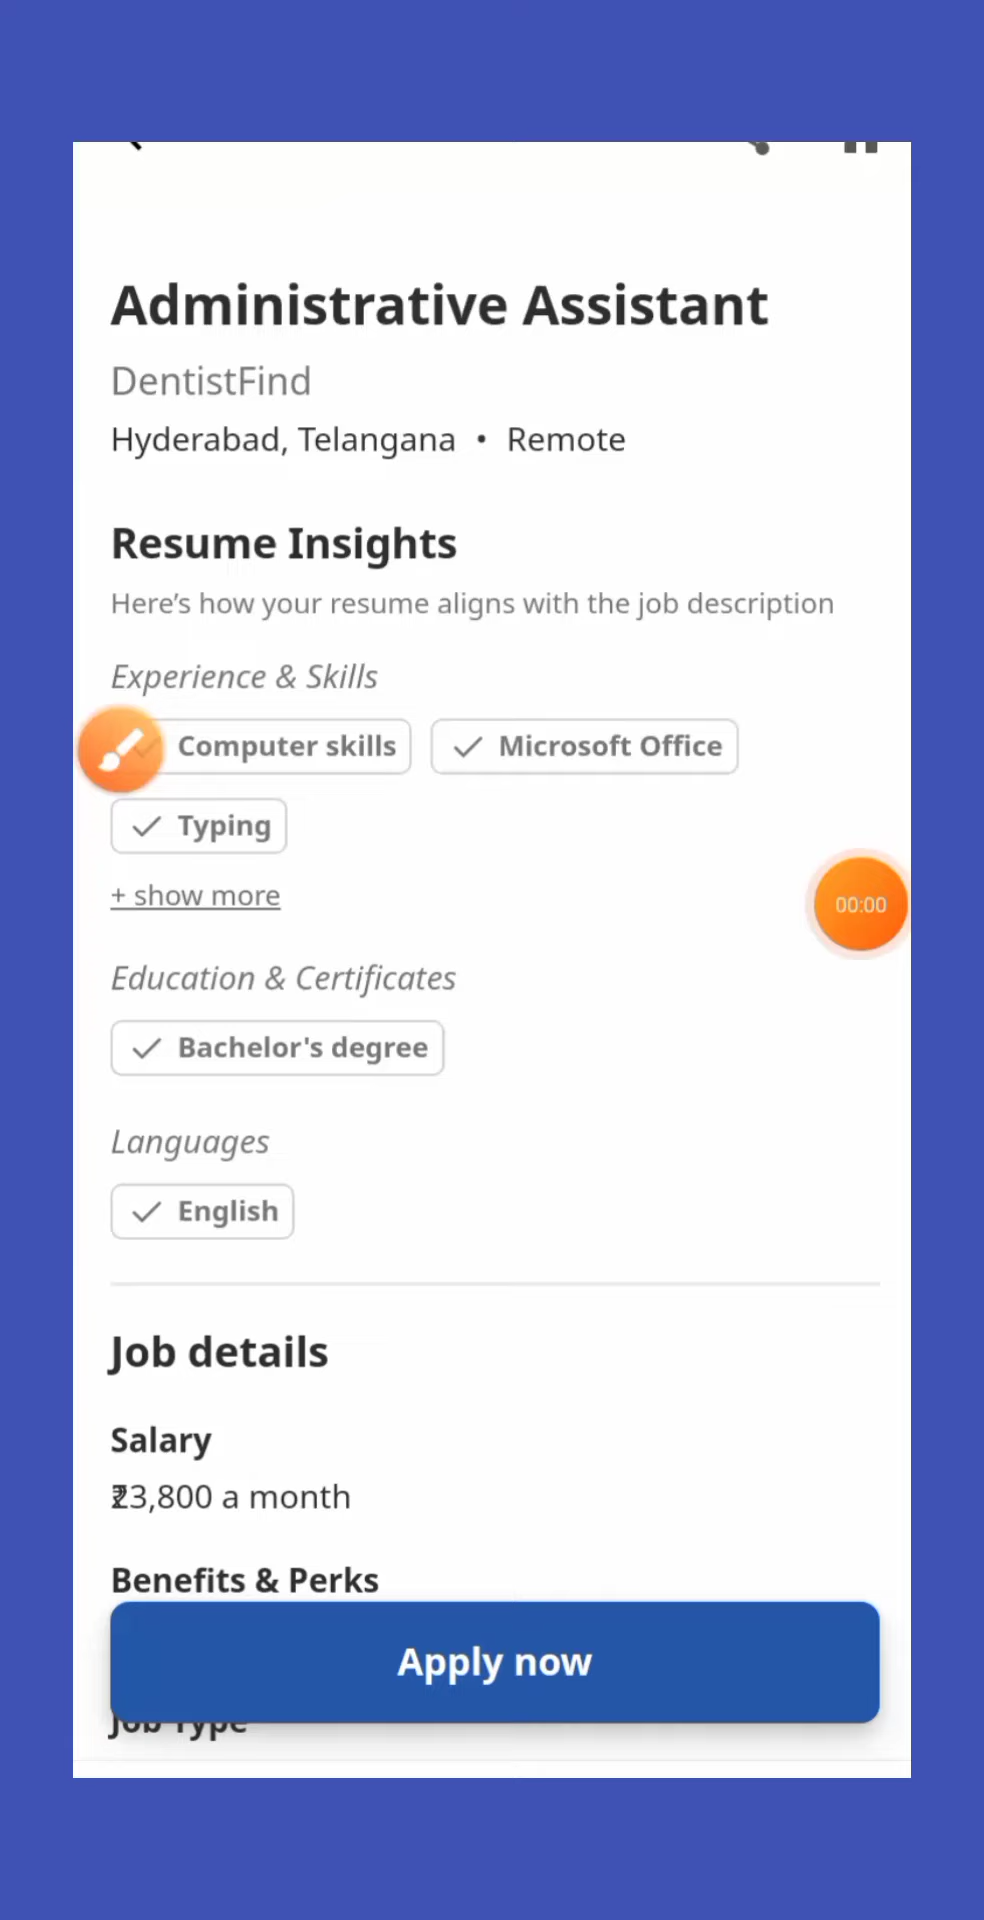 Administrative Assistant
DentistFind
Hyderabad, Telangana • Remote
Resume Insights
Here's how your resume aligns with the job description
Experience & Skills
Computer skills
Microsoft Office
Typing
+ show more
00:00
Education & Certificates
Bachelor's degree
Languages
English
Job details
Salary
₹23,800 a month
Benefits & Perks
Apply now
Job Type